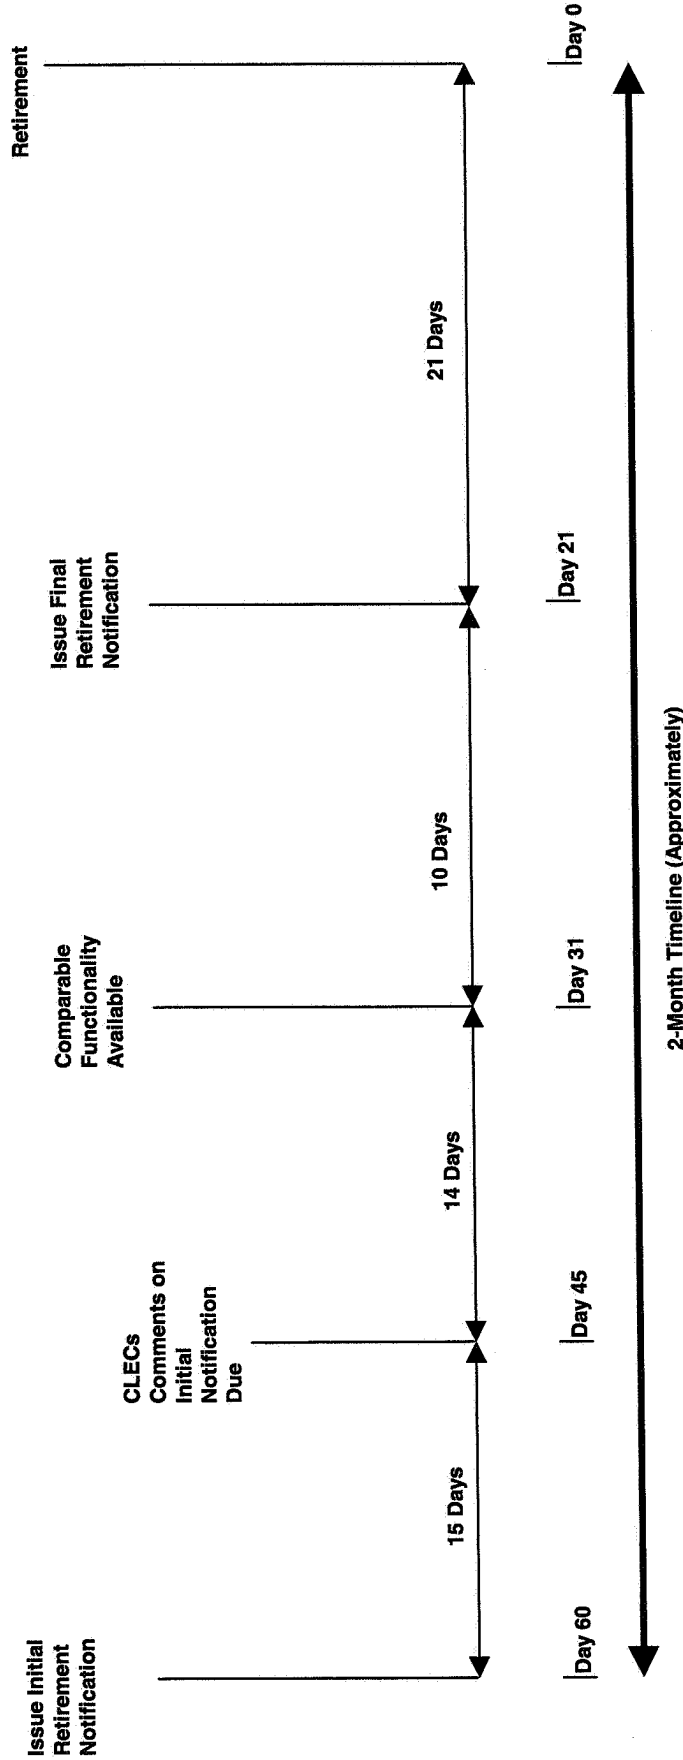 Issue Initial
Retirement
Notification
CLECs
Comments on
Initial
Notification
Due
Comparable
Functionality
Available
Issue Final
Retirement
Notification
Retirement
15 Days
14 Days
10 Days
21 Days
Day 60
Day 45
Day 31
Day 21
Day 0
2-Month Timeline (Approximately)